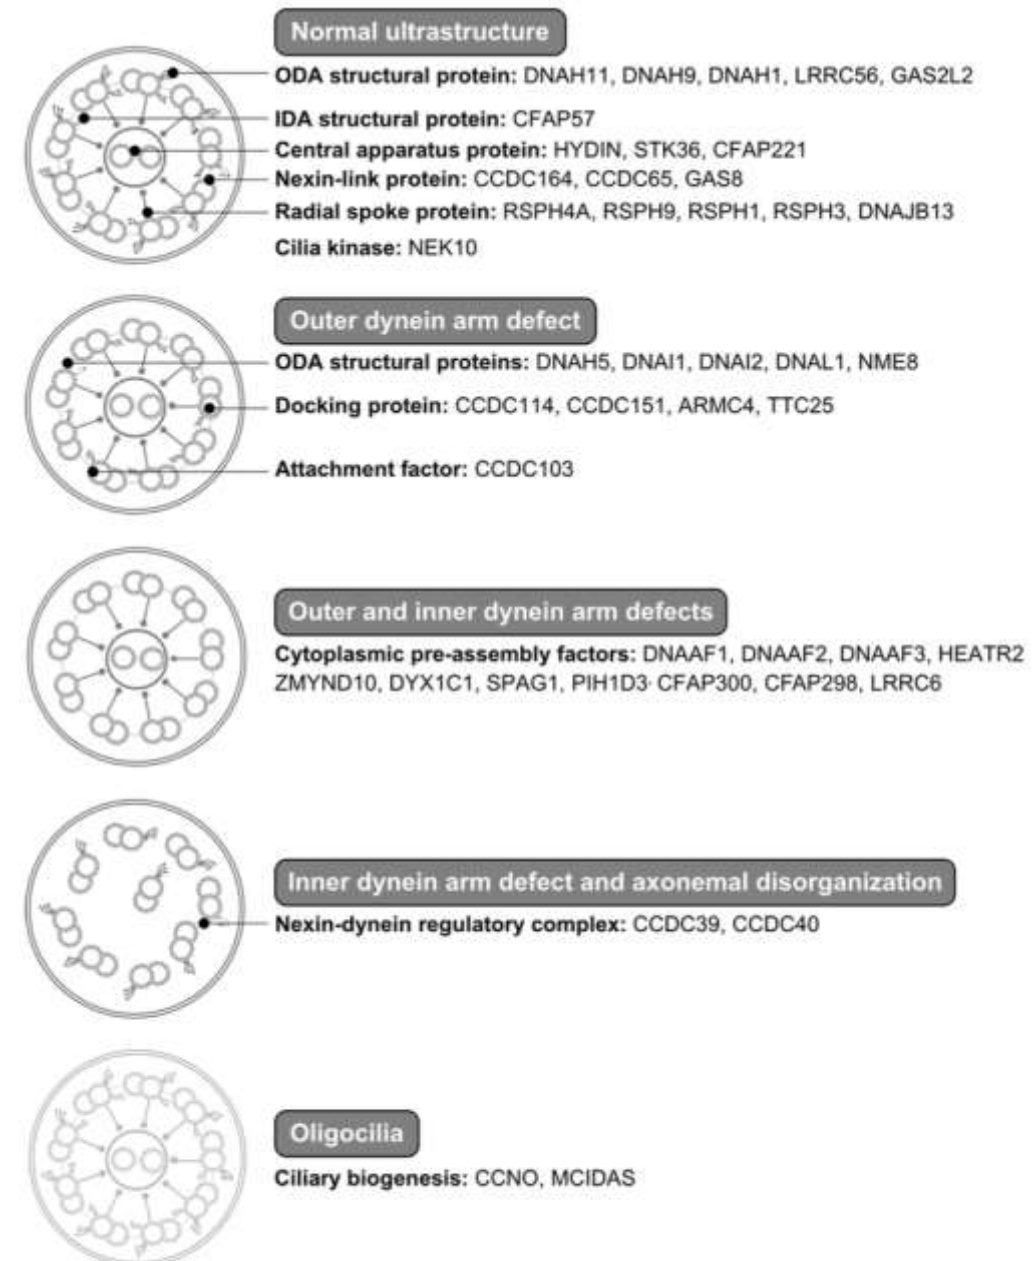 Normal ultrastructure
ODA structural protein: DNAH11, DNAH9, DNAH1, LRRC56, GAS2L2
IDA structural protein: CFAP57
Central apparatus protein: HYDIN, STK36, CFAP221
Nexin-link protein: CCDC164, CCDC65, GAS8
Radial spoke protein: RSPH4A, RSPH9, RSPH1, RSPH3, DNAJB13
Cilia kinase: NEK10
Outer dynein arm defect
ODA structural proteins: DNAH5, DNAI1, DNAI2, DNAL1, NME8
Docking protein: CCDC114, CCDC151, ARMC4, TTC25
Attachment factor: CCDC103
Outer and inner dynein arm defects
Cytoplasmic pre-assembly factors: DNAAF1, DNAAF2, DNAAF3, HEATR2
ZMYND10, DYX1C1, SPAG1, PIH1D3· CFAP300, CFAP298, LRRC6
Inner dynein arm defect and axonemal disorganization
Nexin-dynein regulatory complex: CCDC39, CCDC40
Oligocilia
Ciliary biogenesis: CCNO, MCIDAS